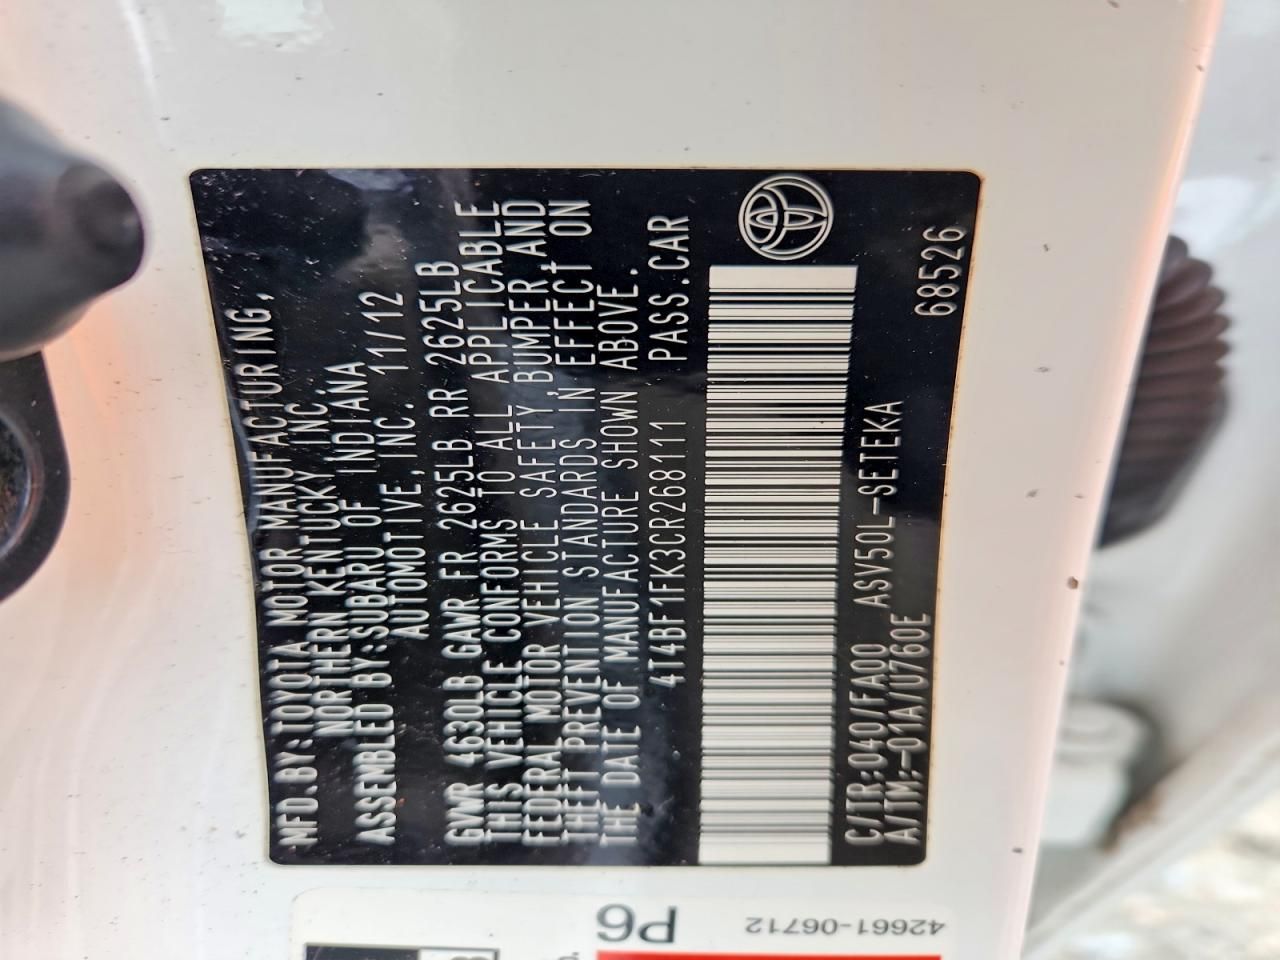 MFD.BY:TOYOTA MOTOR MANUFACTURING,
NORTHERN KENTUCKY, INC.
ASSEMBLED BY:SUBARU OF INDIANA
AUTOMOTIVE, INC. 11/12
GVWR 4630LB GAWR FR 2625LB RR 2625LB
THIS VEHICLE CONFORMS TO ALL APPLICABLE
FEDERAL MOTOR VEHICLE SAFETY, BUMPER, AND
THEFT PREVENTION STANDARDS IN EFFECT ON
THE DATE OF MANUFACTURE SHOWN ABOVE.
4T4BF1FK3CR268111 PASS.CAR
C/TR:040/FA00 ASV50L-SETEKA
A/TM:-01A/U760E 68526
42661-06712
P6